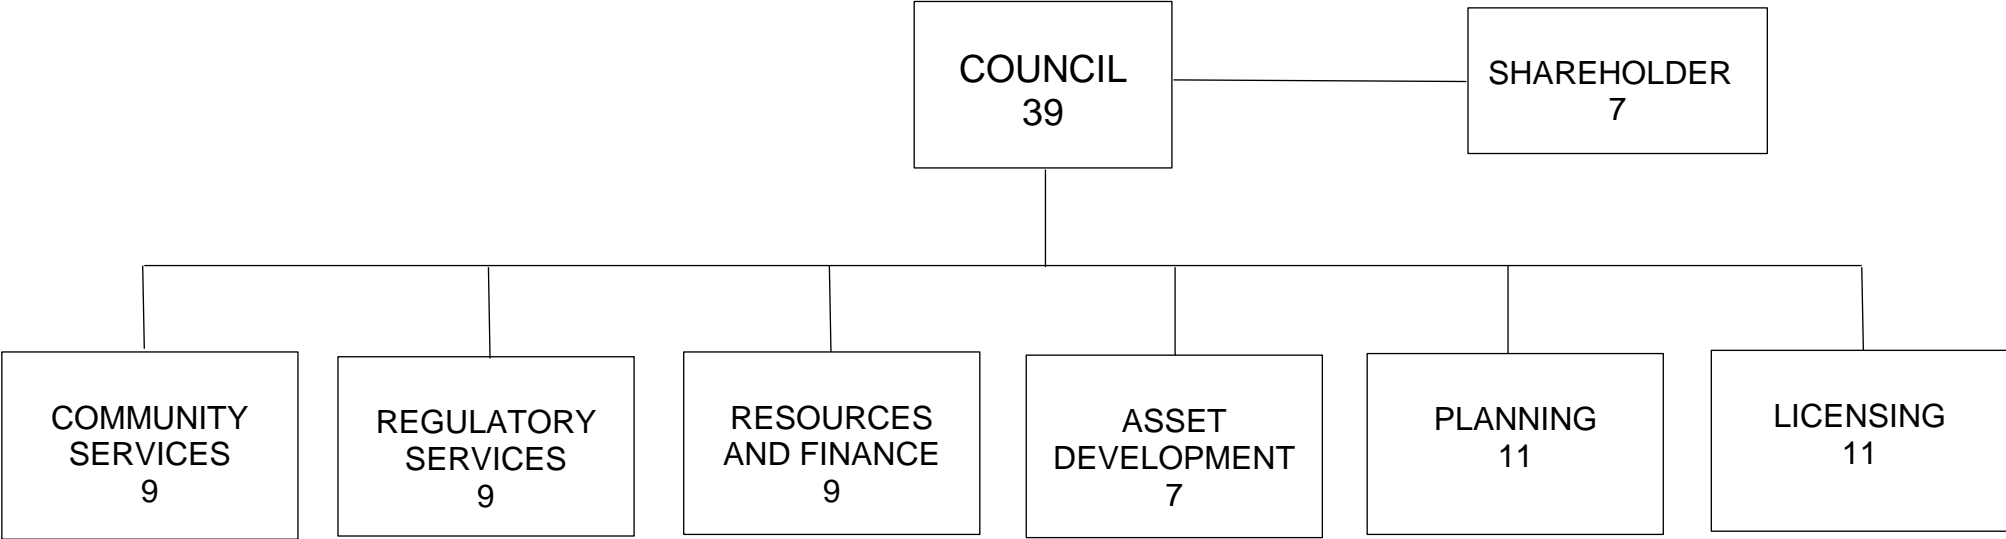 COUNCIL
39
SHAREHOLDER
7
COMMUNITY
SERVICES
9
REGULATORY
SERVICES
9
RESOURCES
AND FINANCE
9
ASSET
DEVELOPMENT
7
PLANNING
11
LICENSING
11